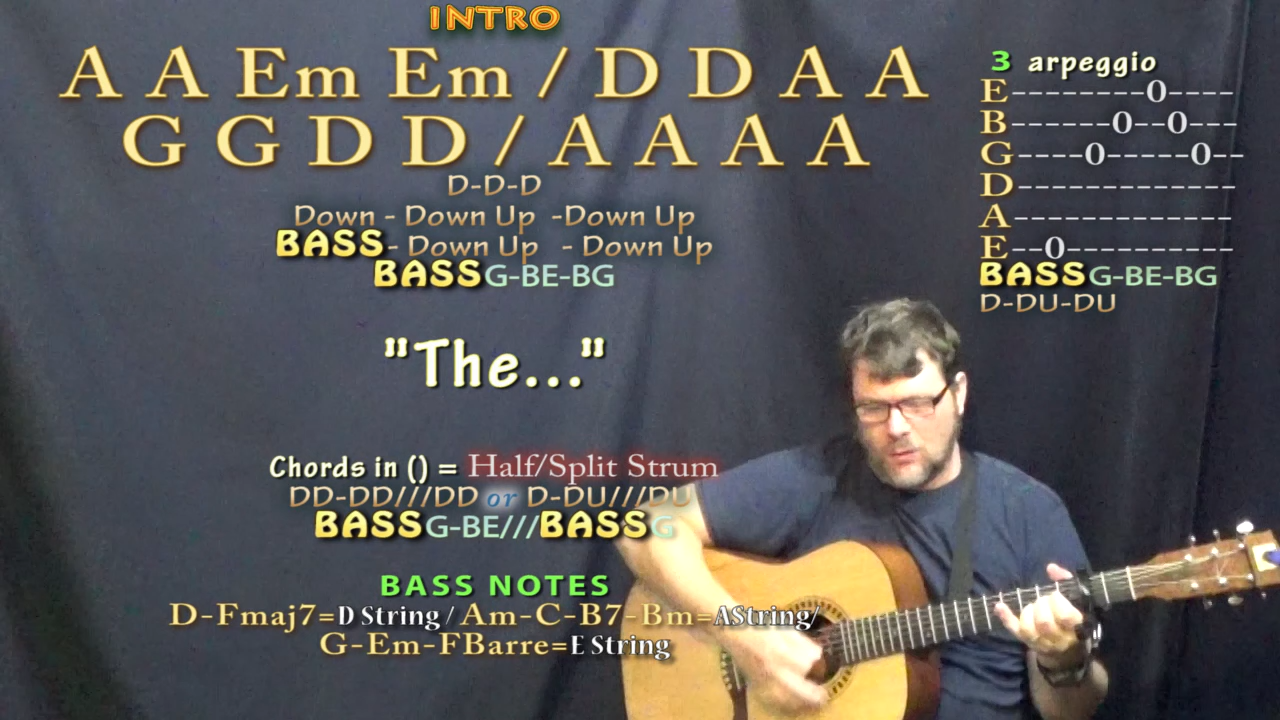 INTRO
A A Em Em / D D A A
G G D D / A A A A
D-D-D
Down - Down Up -Down Up
BASS- Down Up - Down Up
BASSG-BE-BG
3 arpeggio
E--------0----
B------0--0---
G----0-----0--
D-------------
A-------------
E--0----------
BASSG-BE-BG
D-DU-DU
"The..."
Chords in () = Half/Split Strum
DD-DD///DD or D-DU///DU
BASSG-BE///BASSG
BASS NOTES
D-Fmaj7=D String / Am-C-B7-Bm=AString/
G-Em-FBarre=E String